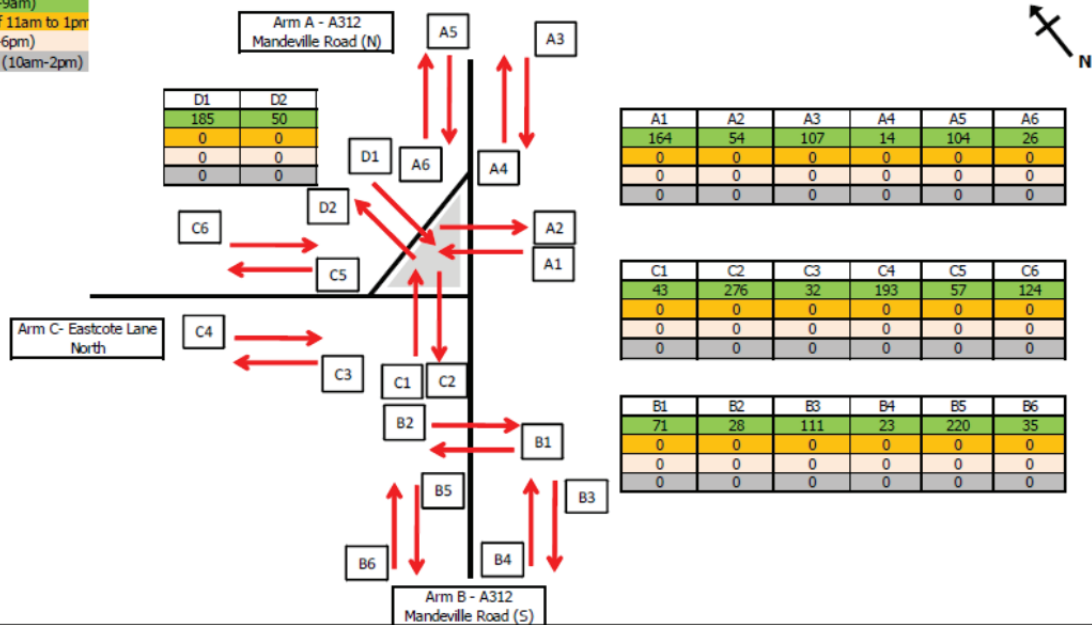 -9am)
f 11am to 1pm
-6pm)
(10am-2pm)
Arm A - A312
Mandeville Road (N)
A5
A3
N
D1 D2
185 50
0 0
0 0
0 0
A1 A2 A3 A4 A5 A6
164 54 107 14 104 26
0 0 0 0 0 0
0 0 0 0 0 0
0 0 0 0 0 0
D1
A6
A4
D2
C6
A2
A1
C5
C1 C2 C3 C4 C5 C6
43 276 32 193 57 124
0 0 0 0 0 0
0 0 0 0 0 0
0 0 0 0 0 0
Arm C- Eastcote Lane
North
C4
C3
C1
C2
B2
B1
B1 B2 B3 B4 B5 B6
71 28 111 23 220 35
0 0 0 0 0 0
0 0 0 0 0 0
0 0 0 0 0 0
B5
B3
B6
B4
Arm B - A312
Mandeville Road (S)